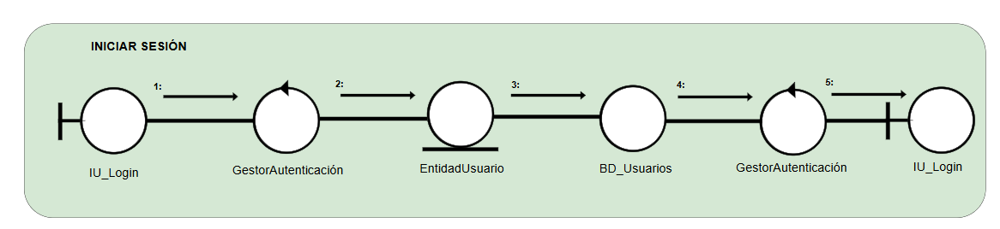 INICIAR SESIÓN
1:
2:
3:
4:
5:
IU_Login
GestorAutenticación
EntidadUsuario
BD_Usuarios
GestorAutenticación
IU_Login